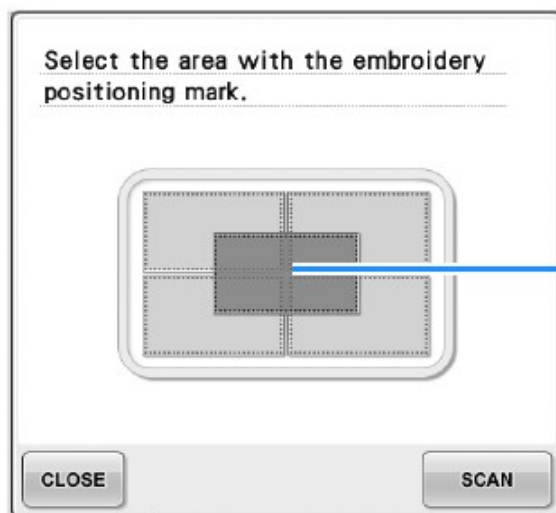 Select the area with the embroidery
positioning mark.
CLOSE
SCAN